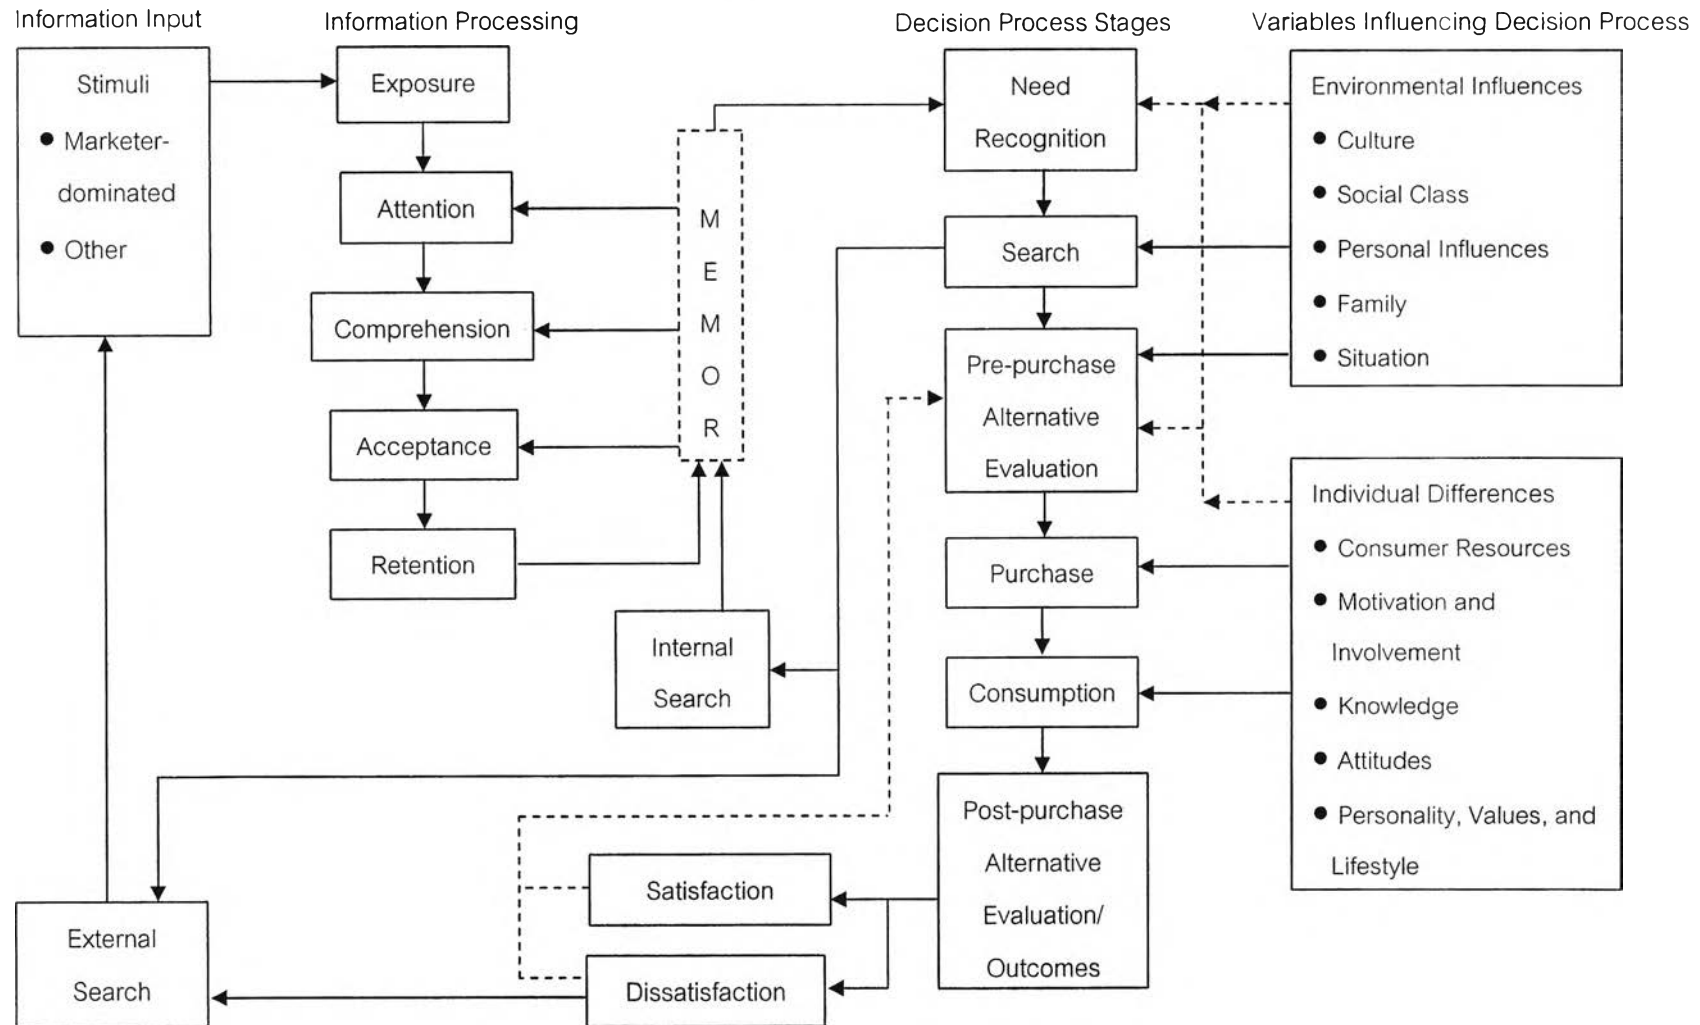 Information Input
Information Processing
Decision Process Stages
Variables Influencing Decision Process
Stimuli
● Marketer-
dominated
● Other
Exposure
Attention
Comprehension
Acceptance
Retention
M
E
M
O
R
Internal
Search
External
Search
Need
Recognition
Search
Pre-purchase
Alternative
Evaluation
Purchase
Consumption
Post-purchase
Alternative
Evaluation/
Outcomes
Satisfaction
Dissatisfaction
Environmental Influences
● Culture
● Social Class
● Personal Influences
● Family
● Situation
Individual Differences
● Consumer Resources
● Motivation and
Involvement
● Knowledge
● Attitudes
● Personality, Values, and
Lifestyle